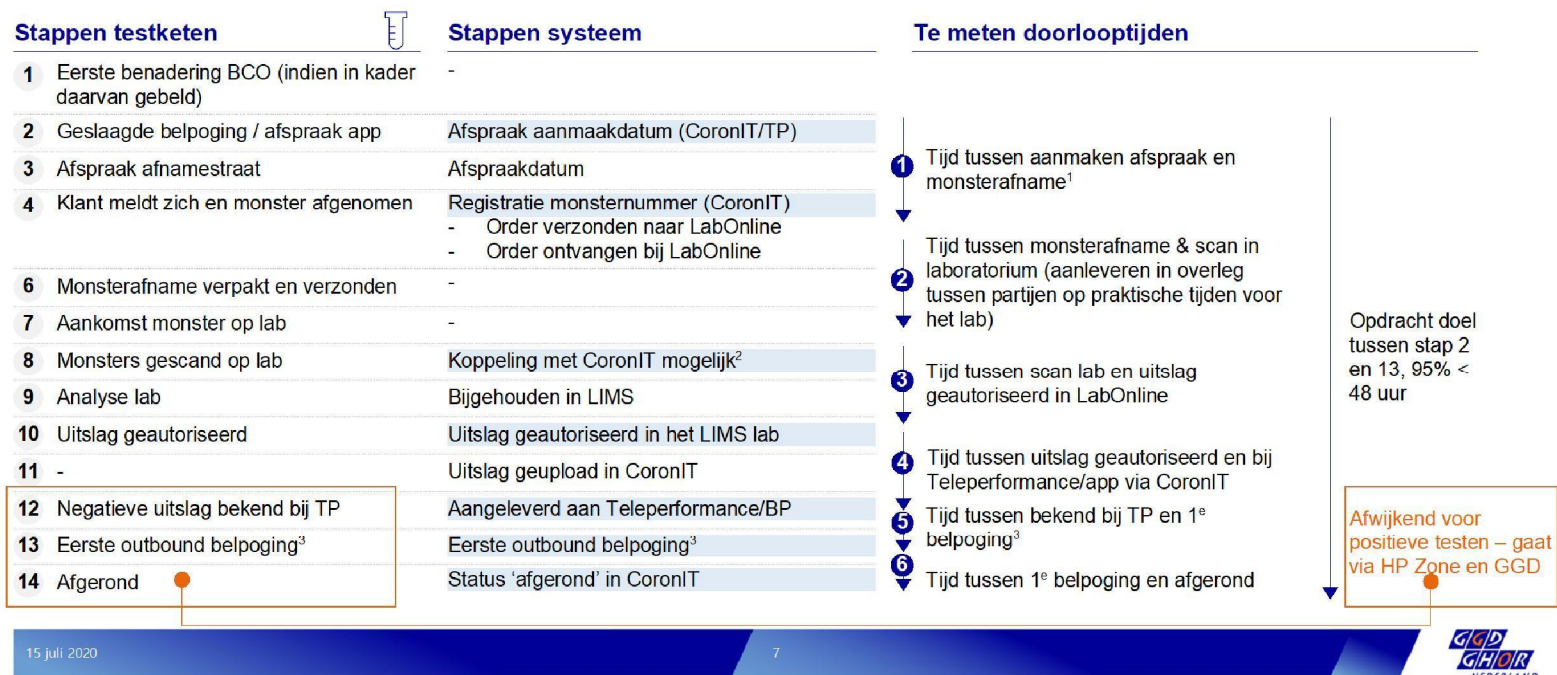 Stappen testketen
Stappen systeem
Te meten doorlooptijden
1 Eerste benadering BCO (indien in kader
daarvan gebeld)
-
2 Geslaagde belpoging / afspraak app
Afspraak aanmaakdatum (CoronIT/TP)
3 Afspraak afnamestraat
Afspraakdatum
4 Klant meldt zich en monster afgenomen
Registratie monsternummer (CoronIT)
- Order verzonden naar LabOnline
- Order ontvangen bij LabOnline
6 Monsterafname verpakt en verzonden
-
7 Aankomst monster op lab
-
8 Monsters gescand op lab
Koppeling met CoronIT mogelijk²
9 Analyse lab
Bijgehouden in LIMS
10 Uitslag geautoriseerd
Uitslag geautoriseerd in het LIMS lab
11 -
Uitslag geupload in CoronIT
12 Negatieve uitslag bekend bij TP
Aangeleverd aan Teleperformance/BP
13 Eerste outbound belpoging³
Eerste outbound belpoging³
14 Afgerond
Status ‘afgerond’ in CoronIT
1 Tijd tussen aanmaken afspraak en
monsterafname¹
2 Tijd tussen monsterafname & scan in
laboratorium (aanleveren in overleg
tussen partijen op praktische tijden voor
het lab)
3 Tijd tussen scan lab en uitslag
geautoriseerd in LabOnline
4 Tijd tussen uitslag geautoriseerd en bij
Teleperformance/app via CoronIT
5 Tijd tussen bekend bij TP en 1ᵉ
belpoging³
6 Tijd tussen 1ᵉ belpoging en afgerond
Opdracht doel
tussen stap 2
en 13, 95% <
48 uur
Afwijkend voor
positieve testen – gaat
via HP Zone en GGD
15 juli 2020
7
GGD
GHOR
NEDERLAND